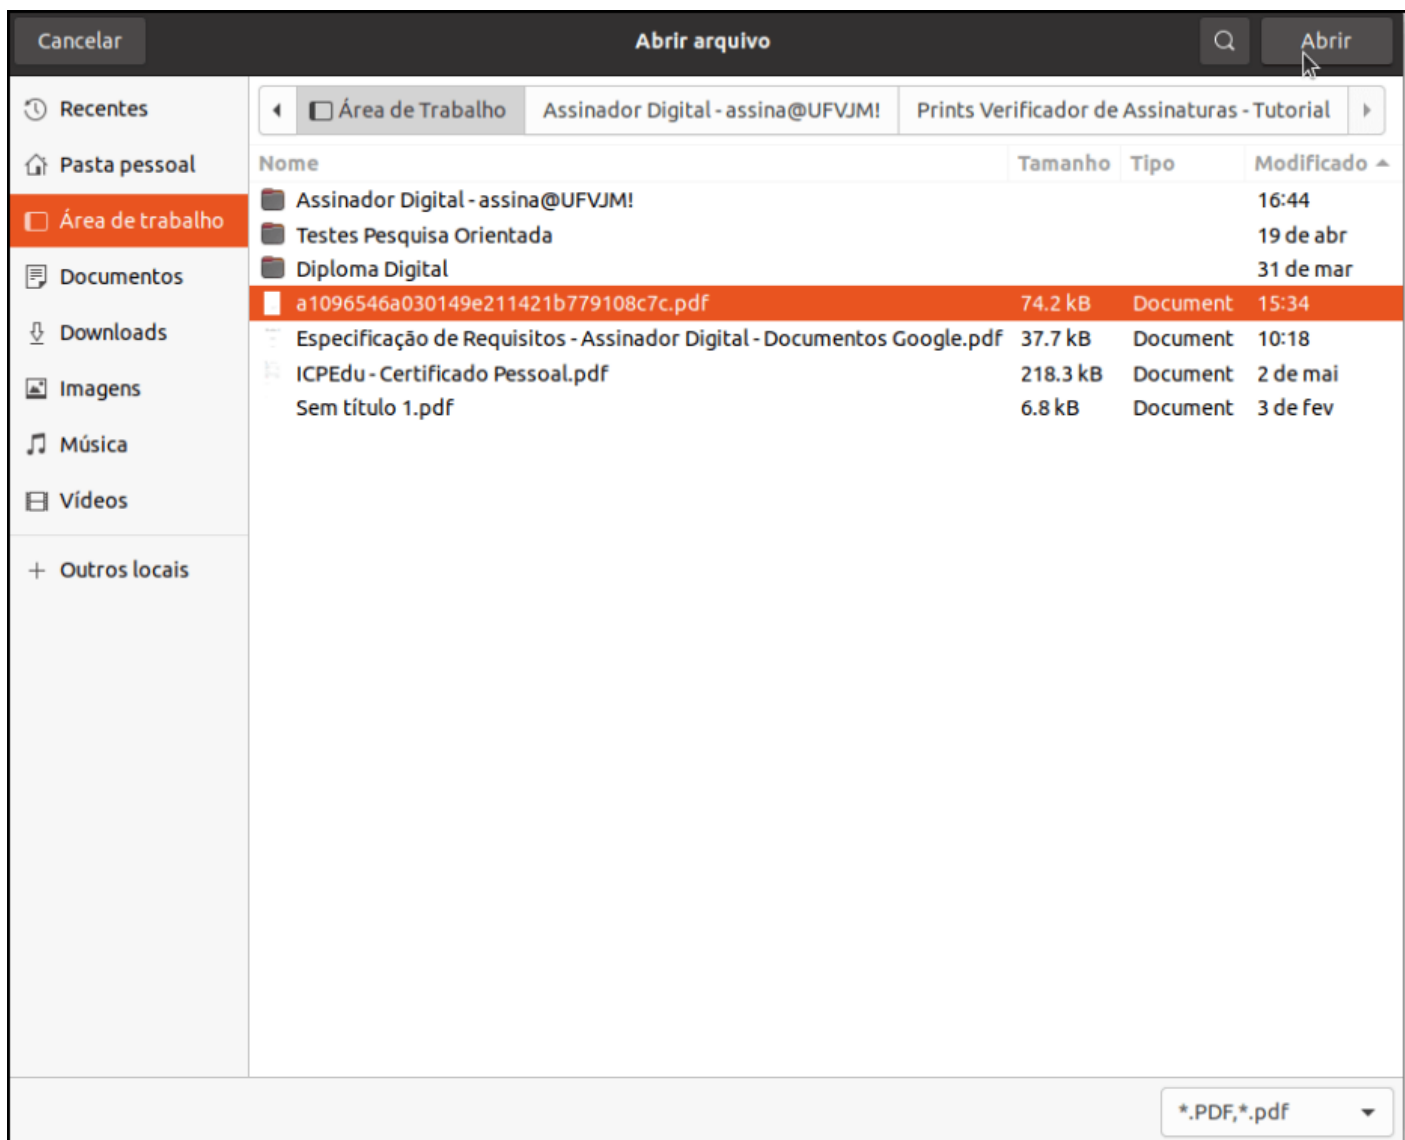 Cancelar Abrir arquivo Abrir
Recentes
Pasta pessoal
Área de trabalho
Documentos
Downloads
Imagens
Música
Vídeos
Outros locais
Área de Trabalho Assinador Digital - assina@UFVJM! Prints Verificador de Assinaturas - Tutorial
Nome Tamanho Tipo Modificado
Assinador Digital - assina@UFVJM! 16:44
Testes Pesquisa Orientada 19 de abr
Diploma Digital 31 de mar
a1096546a030149e211421b779108c7c.pdf 74.2 kB Document 15:34
Especificação de Requisitos - Assinador Digital - Documentos Google.pdf 37.7 kB Document 10:18
ICPEdu - Certificado Pessoal.pdf 218.3 kB Document 2 de mai
Sem título 1.pdf 6.8 kB Document 3 de fev
*.PDF,*.pdf